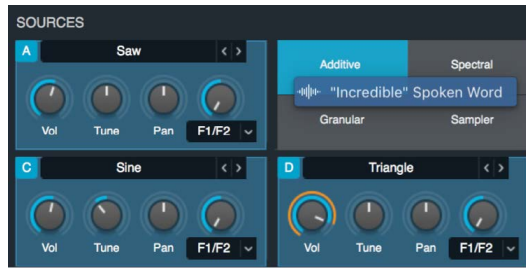 SOURCES
A Saw < >
Vol Tune Pan F1/F2
Additive Spectral
"Incredible" Spoken Word
Granular Sampler
C Sine < >
Vol Tune Pan F1/F2
D Triangle < >
Vol Tune Pan F1/F2